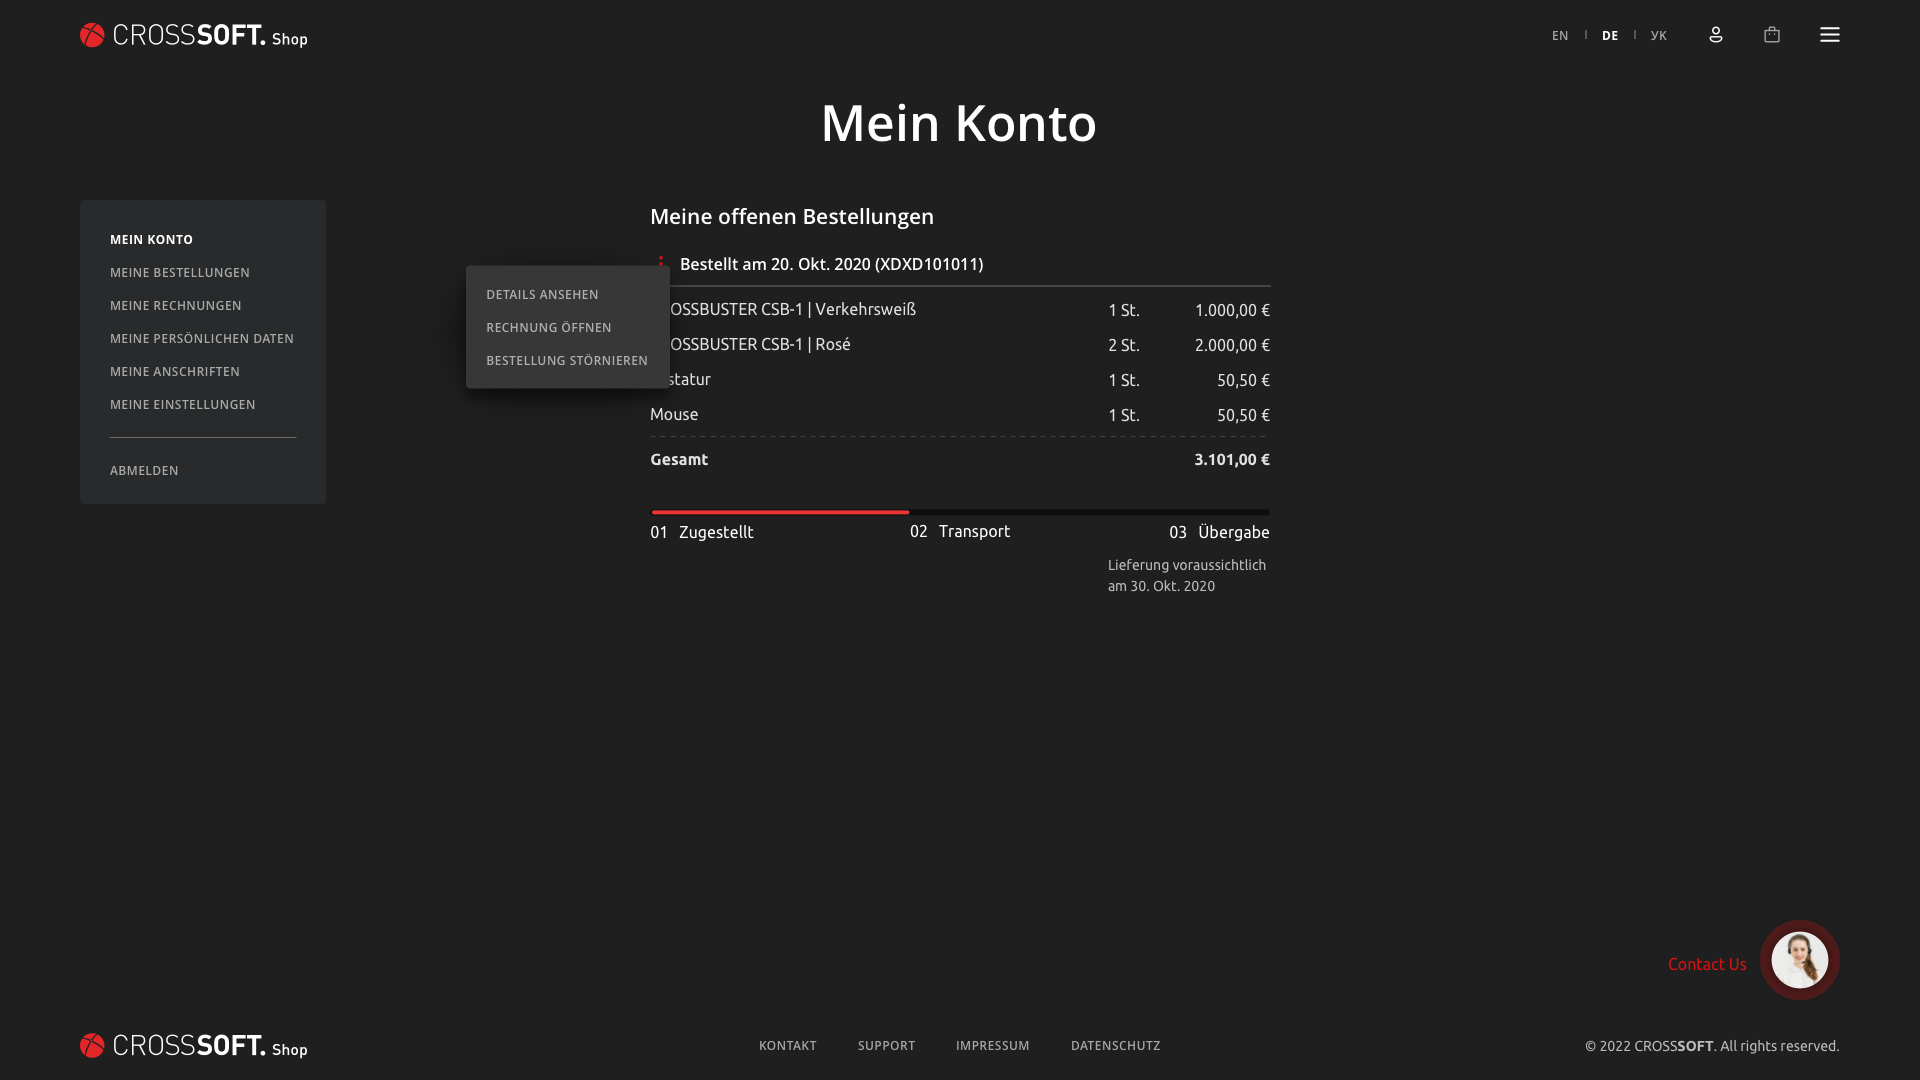 CROSSSOFT. Shop
EN | DE | УК
Mein Konto
MEIN KONTO
MEINE BESTELLUNGEN
MEINE RECHNUNGEN
MEINE PERSÖNLICHEN DATEN
MEINE ANSCHRIFTEN
MEINE EINSTELLUNGEN
ABMELDEN
Meine offenen Bestellungen
Bestellt am 20. Okt. 2020 (XDXD101011)
DETAILS ANSEHEN
RECHNUNG ÖFFNEN
BESTELLUNG STÖRNIEREN
OSSBUSTER CSB-1 | Verkehrsweiß 1 St. 1.000,00 €
OSSBUSTER CSB-1 | Rosé 2 St. 2.000,00 €
statur 1 St. 50,50 €
Mouse 1 St. 50,50 €
Gesamt 3.101,00 €
01 Zugestellt 02 Transport 03 Übergabe
Lieferung voraussichtlich
am 30. Okt. 2020
Contact Us
CROSSSOFT. Shop
KONTAKT SUPPORT IMPRESSUM DATENSCHUTZ
© 2022 CROSSSOFT. All rights reserved.